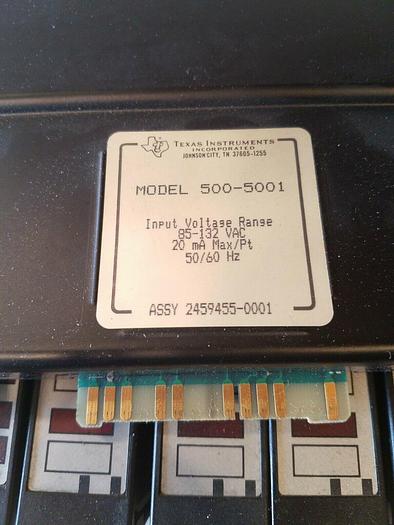 TEXAS INSTRUMENTS
INCORPORATED
JOHNSON CITY, TN 37605-1255
MODEL 500-5001
Input Voltage Range
85-132 VAC
20 mA Max/Pt
50/60 Hz
ASSY 2459455-0001